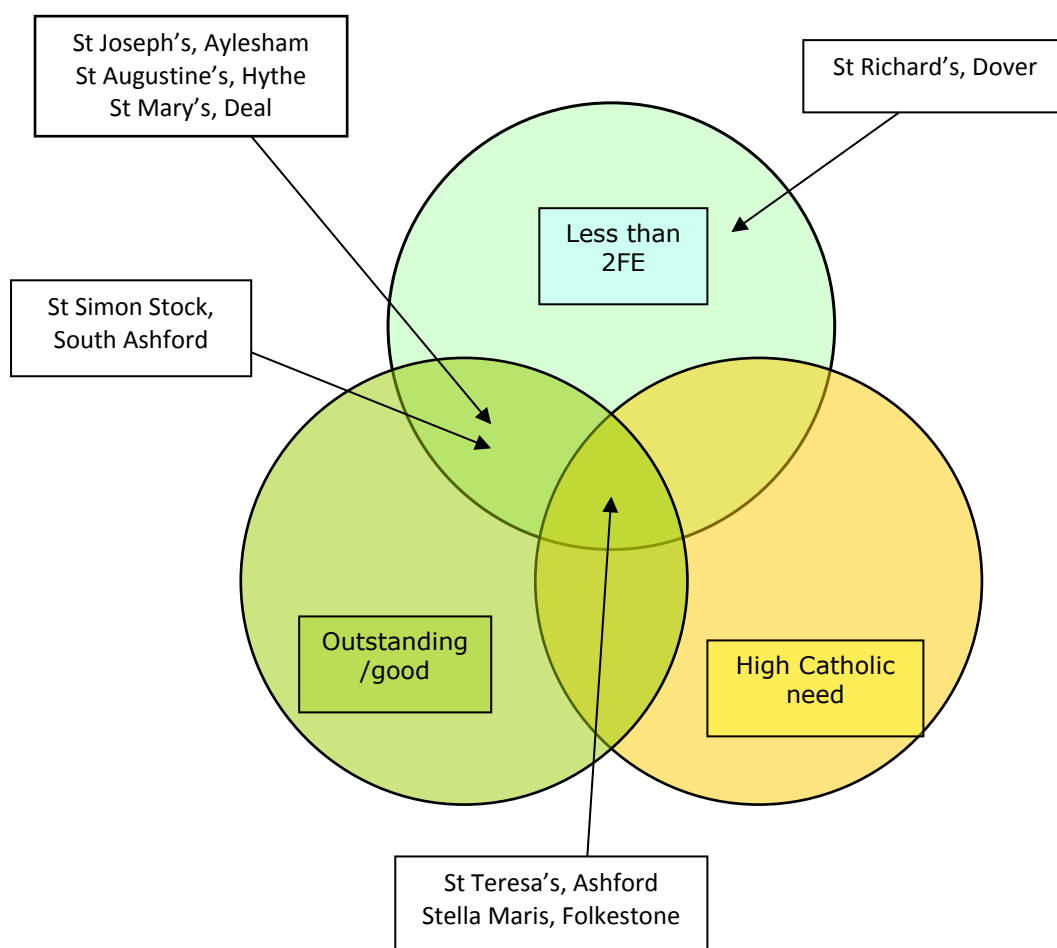 St Joseph’s, Aylesham
St Augustine’s, Hythe
St Mary’s, Deal
St Richard’s, Dover
Less than
2FE
St Simon Stock,
South Ashford
Outstanding
/good
High Catholic
need
St Teresa’s, Ashford
Stella Maris, Folkestone